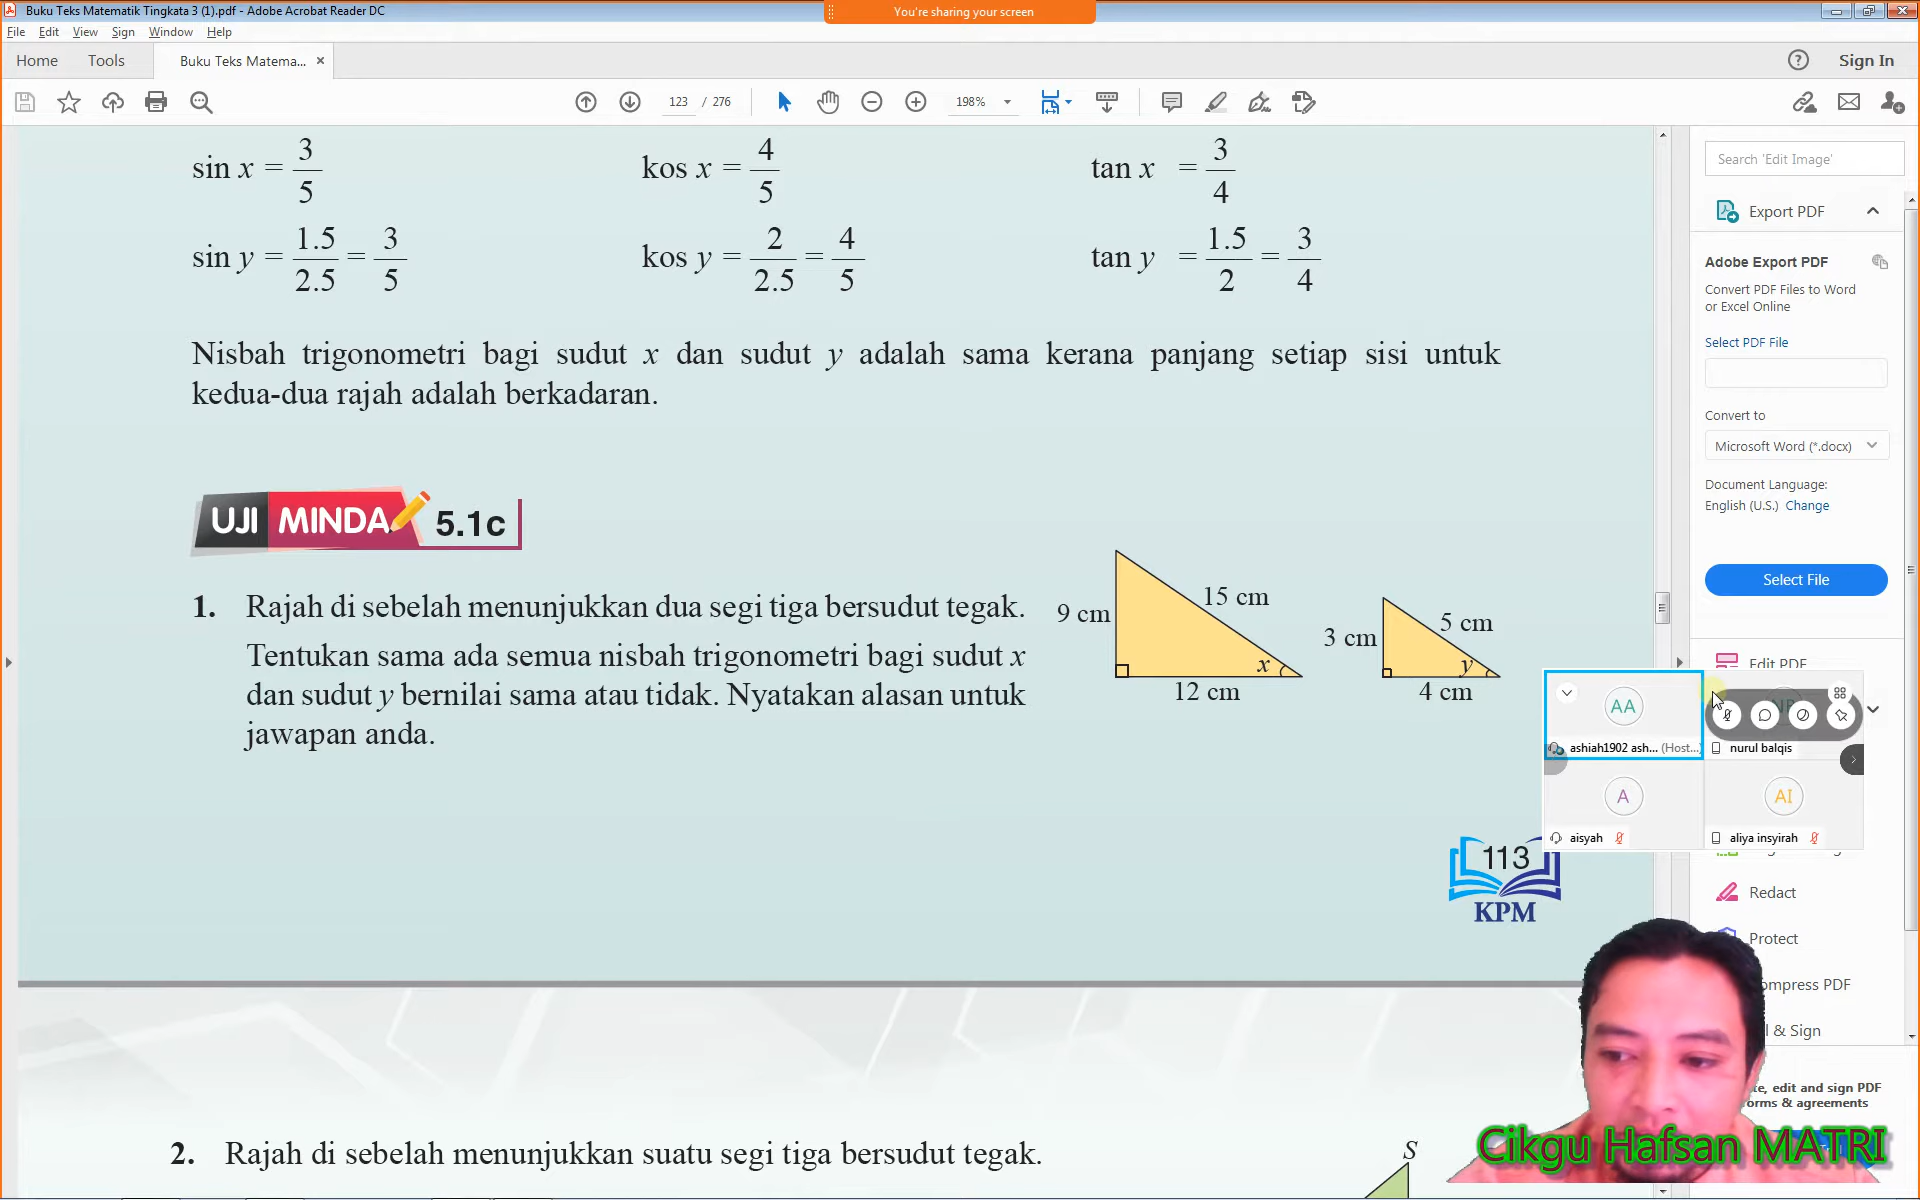 Buku Teks Matematik Tingkata 3 (1).pdf - Adobe Acrobat Reader DC
You're sharing your screen
File Edit View Sign Window Help
Home Tools Buku Teks Matema... × Sign In
123 / 276 198%
sin x = 3/5 kos x = 4/5 tan x = 3/4
sin y = 1.5/2.5 = 3/5 kos y = 2/2.5 = 4/5 tan y = 1.5/2 = 3/4
Nisbah trigonometri bagi sudut x dan sudut y adalah sama kerana panjang setiap sisi untuk
kedua-dua rajah adalah berkadaran.
UJI MINDA 5.1c
1. Rajah di sebelah menunjukkan dua segi tiga bersudut tegak.
Tentukan sama ada semua nisbah trigonometri bagi sudut x
dan sudut y bernilai sama atau tidak. Nyatakan alasan untuk
jawapan anda.
9 cm 15 cm x 12 cm
3 cm 5 cm y 4 cm
113
KPM
2. Rajah di sebelah menunjukkan suatu segi tiga bersudut tegak.
S
Search 'Edit Image'
Export PDF
Adobe Export PDF
Convert PDF Files to Word
or Excel Online
Select PDF File
Convert to
Microsoft Word (*.docx)
Document Language:
English (U.S.) Change
Select File
Edit PDF
AA
ashiah1902 ash... (Host...)
nurul balqis
A
AI
aisyah
aliya insyirah
Redact
Protect
ompress PDF
l & Sign
te, edit and sign PDF
orms & agreements
Cikgu Hafsan MATRI